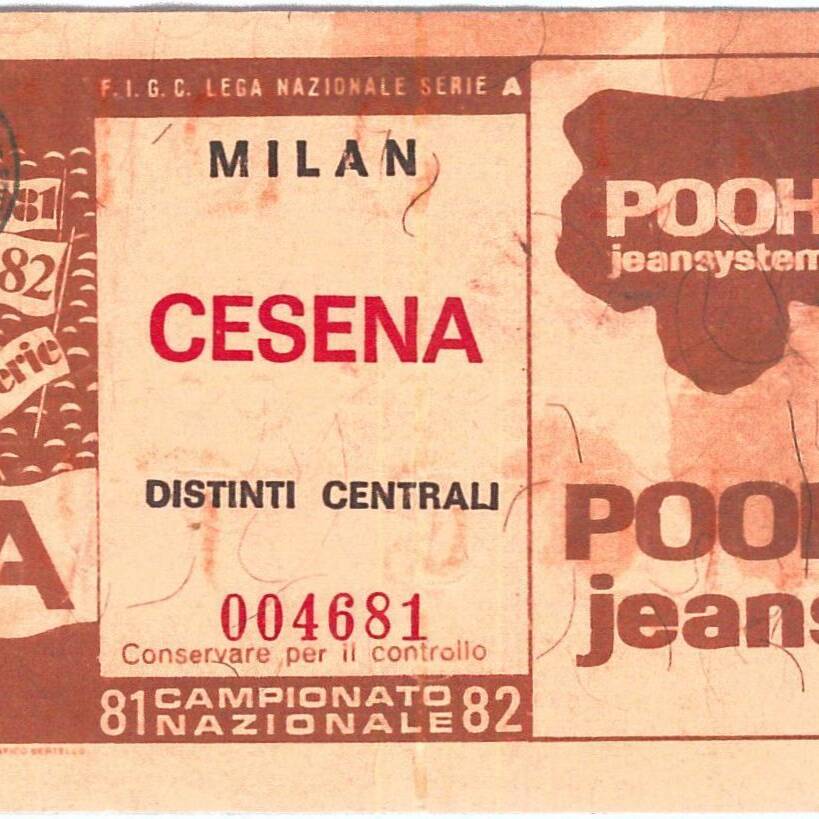 F.I.G.C. LEGA NAZIONALE SERIE A
MILAN
CESENA
DISTINTI CENTRALI
004681
Conservare per il controllo
81 CAMPIONATO NAZIONALE 82
81
82
erie
A
POOH
jeansystem
POOH
jeans